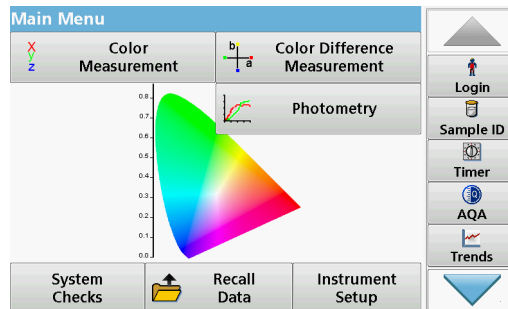 Main Menu
X
y
z
Color
Measurement
b
a
Color Difference
Measurement
Photometry
0.8
0.7
0.6
0.5
0.4
0.3
0.2
0.1
0.0
Login
Sample ID
Timer
AQA
Trends
System
Checks
Recall
Data
Instrument
Setup